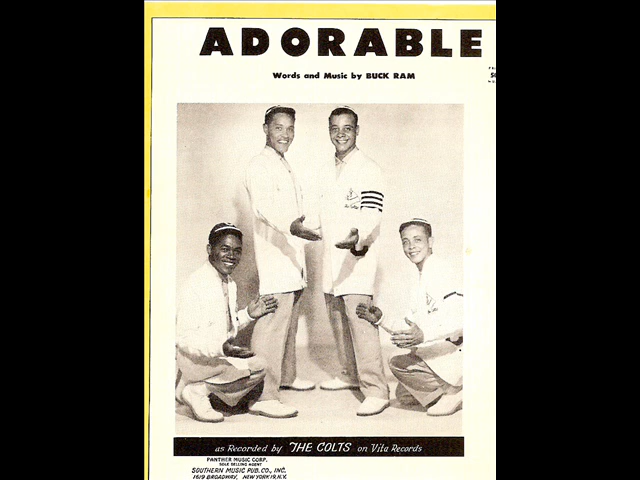 ADORABLE
Words and Music by BUCK RAM
as Recorded by THE COLTS on Vita Records
PANTHER MUSIC CORP.
SOLE SELLING AGENT
SOUTHERN MUSIC PUB. CO., INC.
1619 BROADWAY, NEW YORK 19, N.Y.